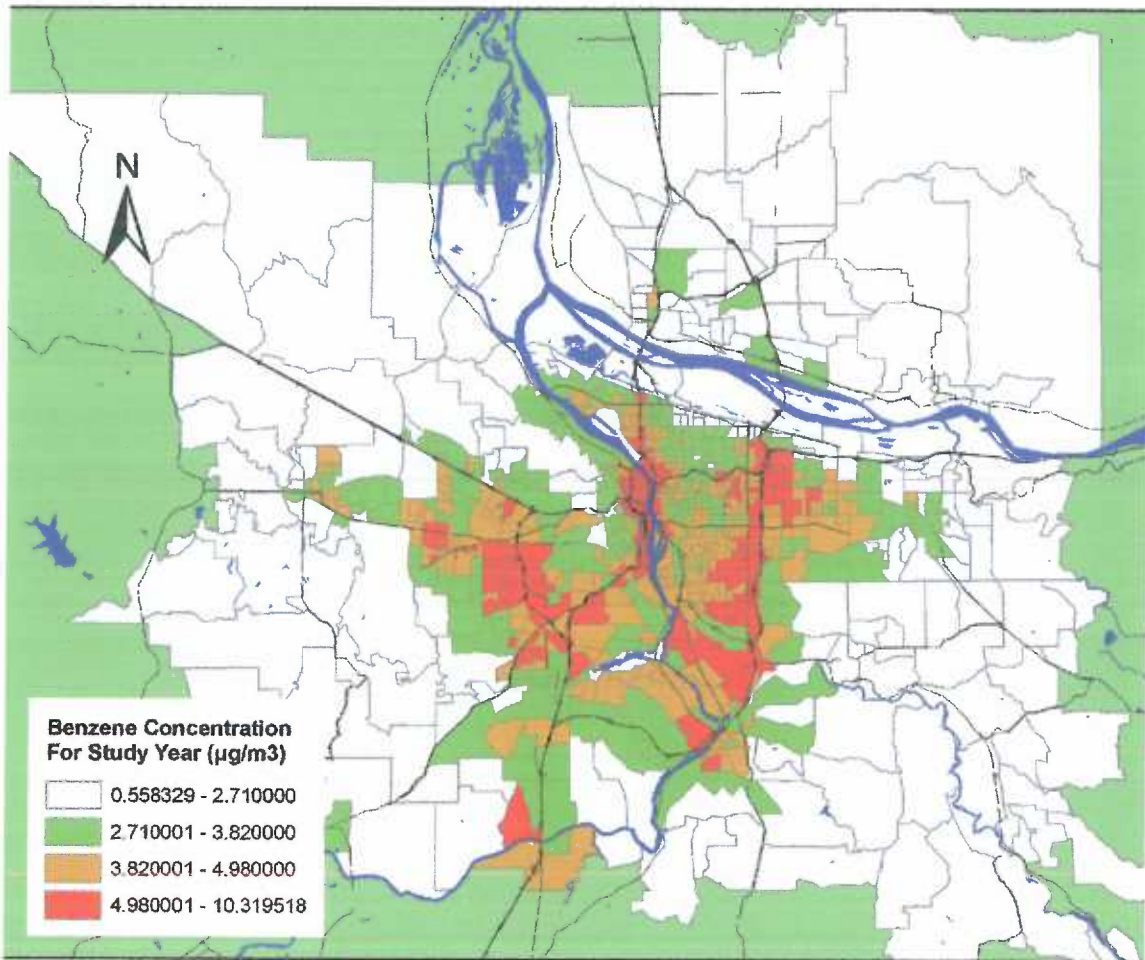 N
Benzene Concentration
For Study Year (µg/m3)
0.558329 - 2.710000
2.710001 - 3.820000
3.820001 - 4.980000
4.980001 - 10.319518